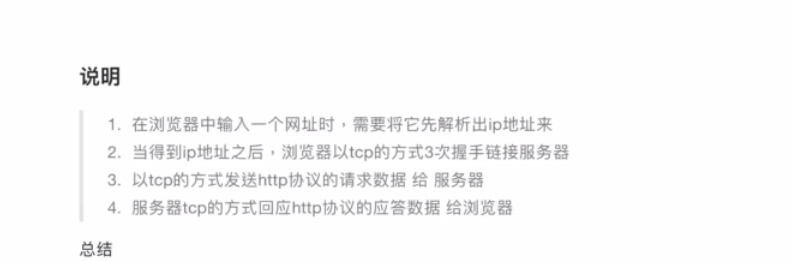 说明
1. 在浏览器中输入一个网址时，需要将它先解析出ip地址来
2. 当得到ip地址之后，浏览器以tcp的方式3次握手链接服务器
3. 以tcp的方式发送http协议的请求数据 给 服务器
4. 服务器tcp的方式回应http协议的应答数据 给浏览器
总结